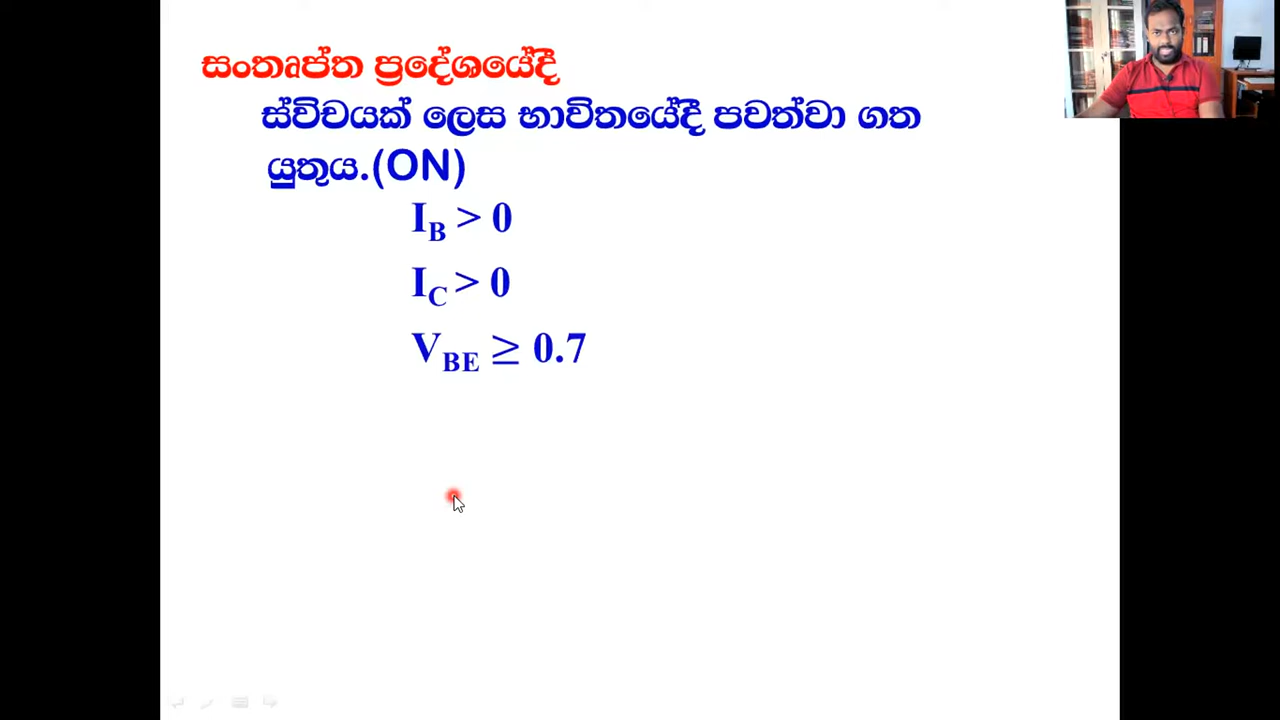 සංතෘප්ත ප්‍රදේශයේදී
ස්විචයක් ලෙස භාවිතයේදී පවත්වා ගත
යුතුය.(ON)
I_B > 0
I_C > 0
V_BE ≥ 0.7